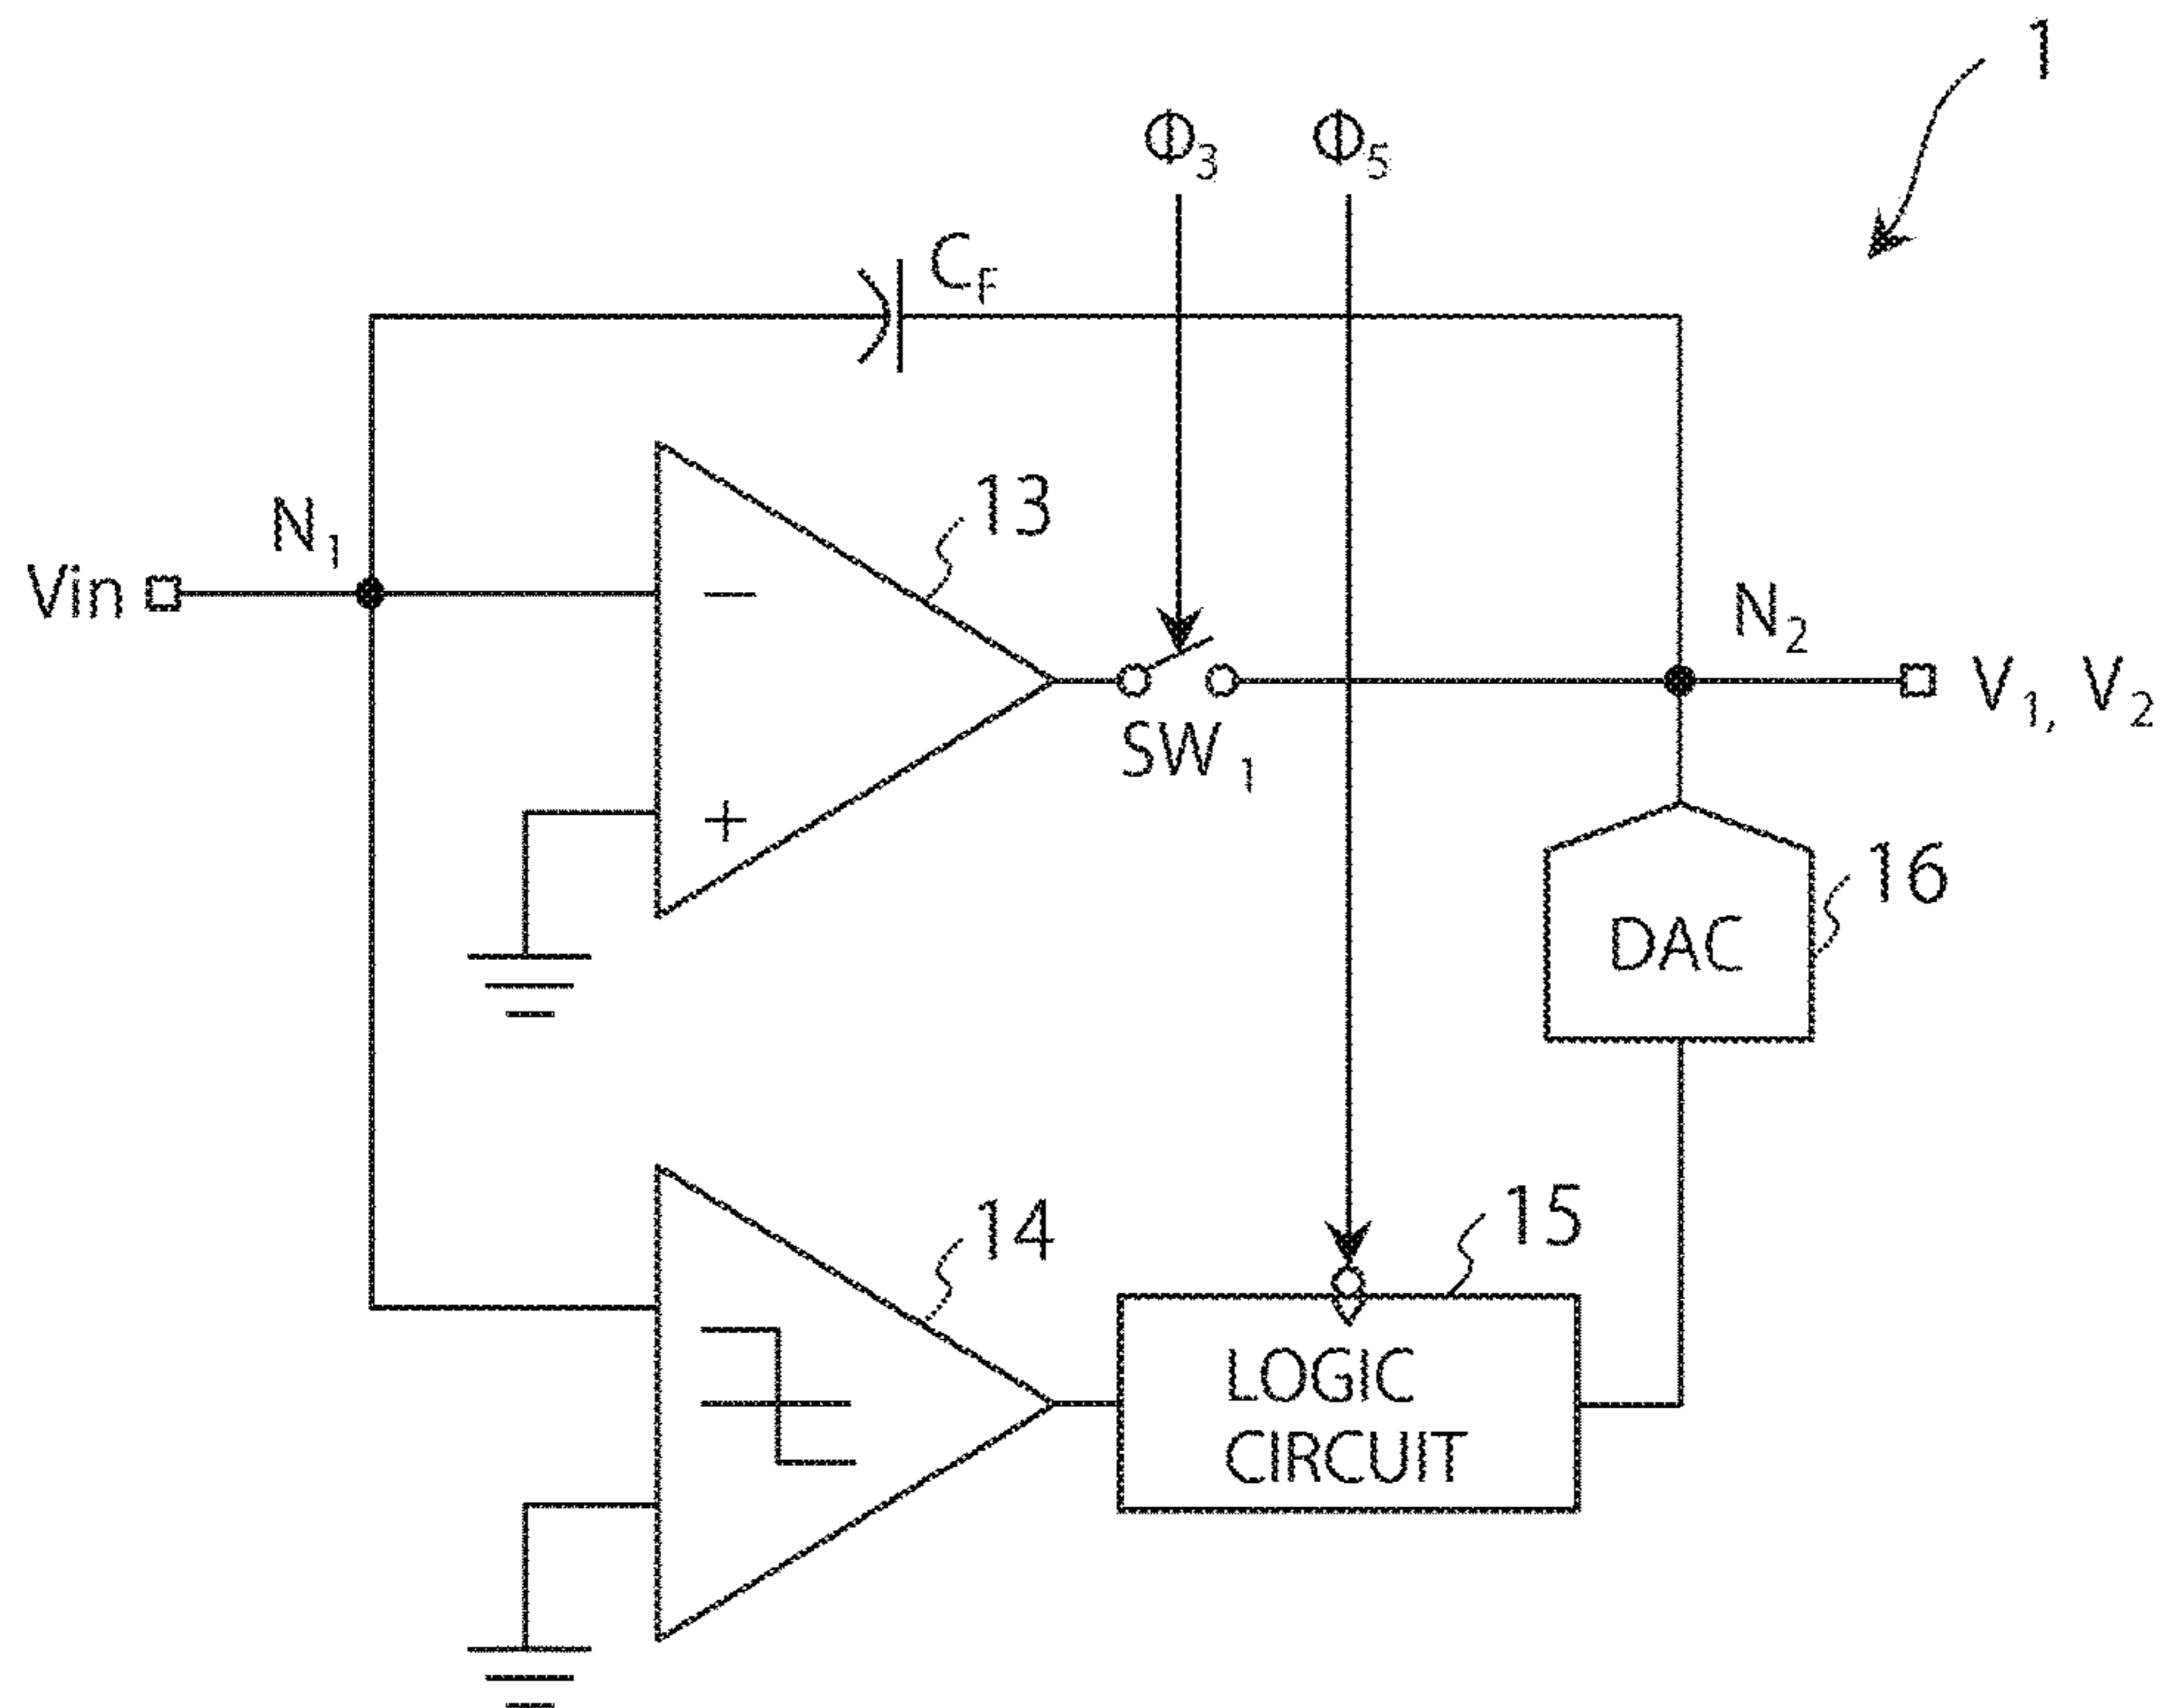 1
Φ3 Φ5
CF
13
N1
Vin
−
N2
V1, V2
SW1
+
16
DAC
14
15
LOGIC
CIRCUIT